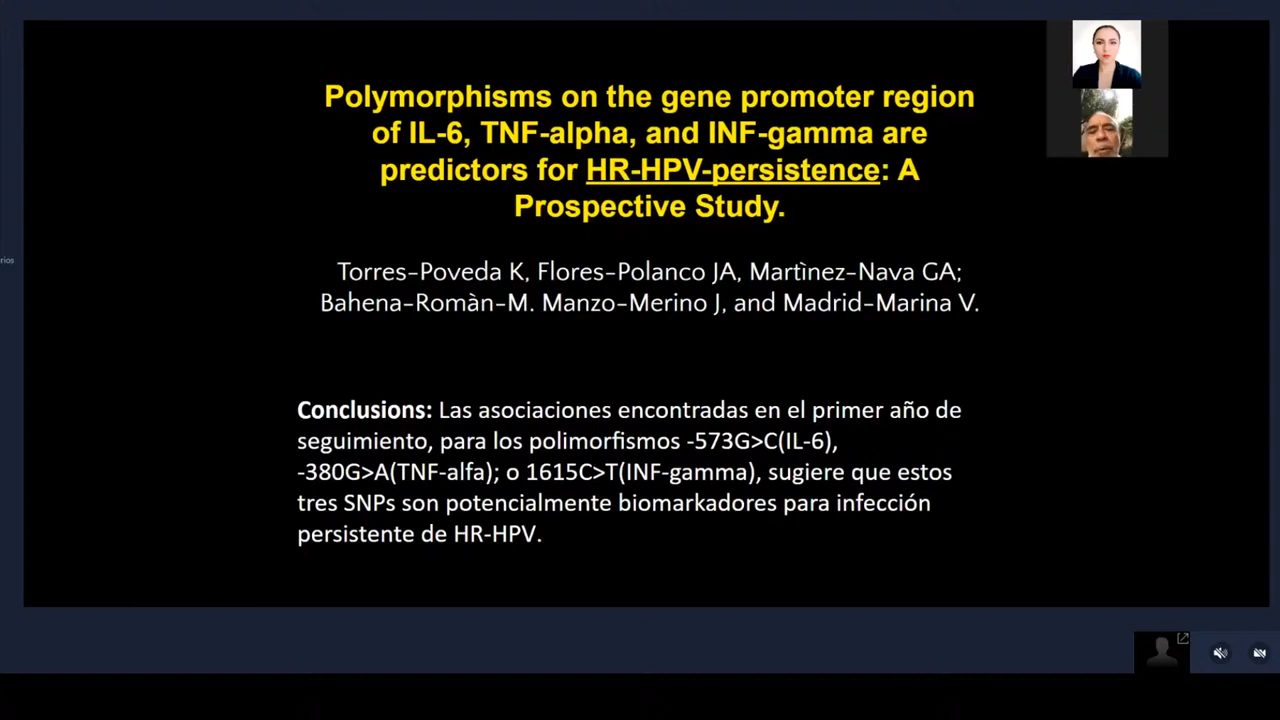 Polymorphisms on the gene promoter region
of IL-6, TNF-alpha, and INF-gamma are
predictors for HR-HPV-persistence: A
Prospective Study.
Torres-Poveda K, Flores-Polanco JA, Martìnez-Nava GA;
Bahena-Romàn-M. Manzo-Merino J, and Madrid-Marina V.
Conclusions: Las asociaciones encontradas en el primer año de
seguimiento, para los polimorfismos -573G>C(IL-6),
-380G>A(TNF-alfa); o 1615C>T(INF-gamma), sugiere que estos
tres SNPs son potencialmente biomarkadores para infección
persistente de HR-HPV.
rios